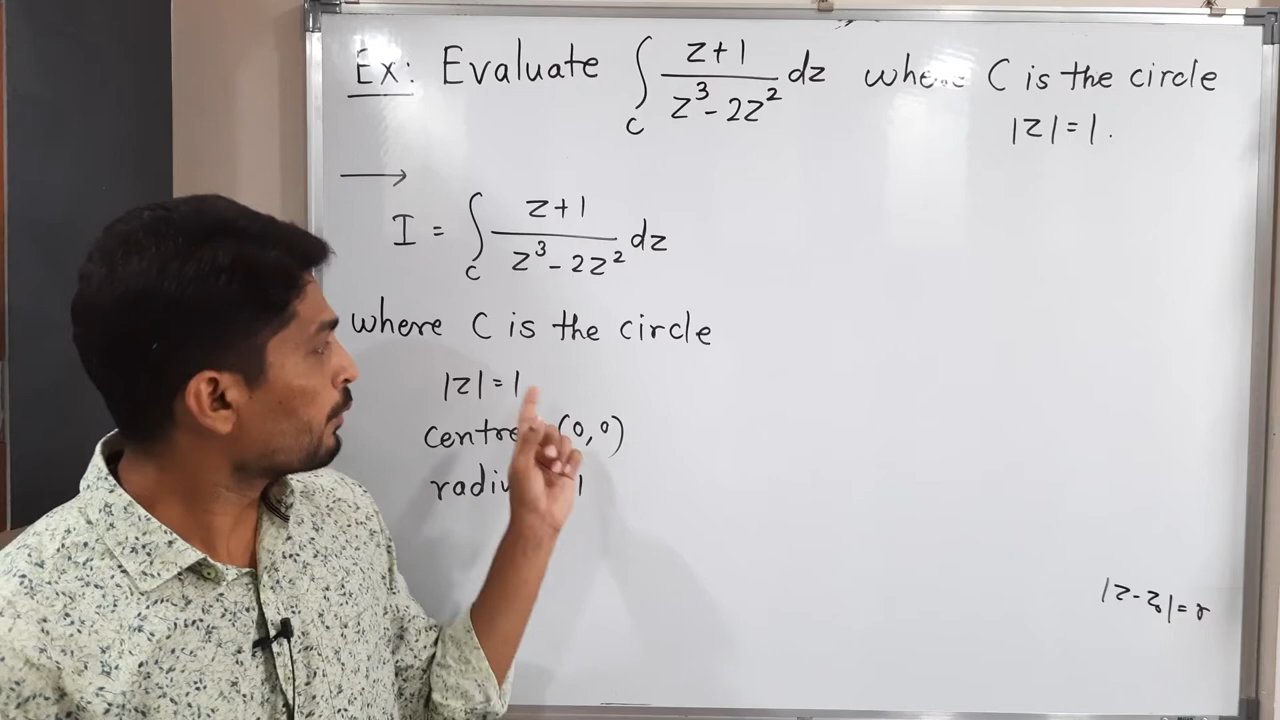 Ex: Evaluate ∫_C (z+1)/(z³-2z²) dz where C is the circle
|z|=1.
→
I = ∫_C (z+1)/(z³-2z²) dz
where C is the circle
|z|=1
(0,0)
1
|z-z₀|=r